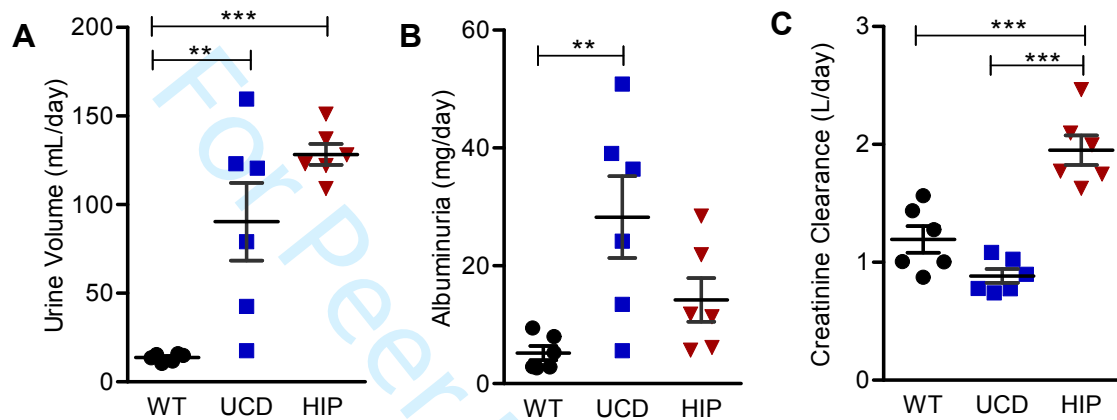 A
Urine Volume (mL/day)
200
150
100
50
0
***
**
WT UCD HIP
B
Albuminuria (mg/day)
60
40
20
0
**
WT UCD HIP
C
Creatinine Clearance (L/day)
3
2
1
0
***
***
WT UCD HIP
For Peer